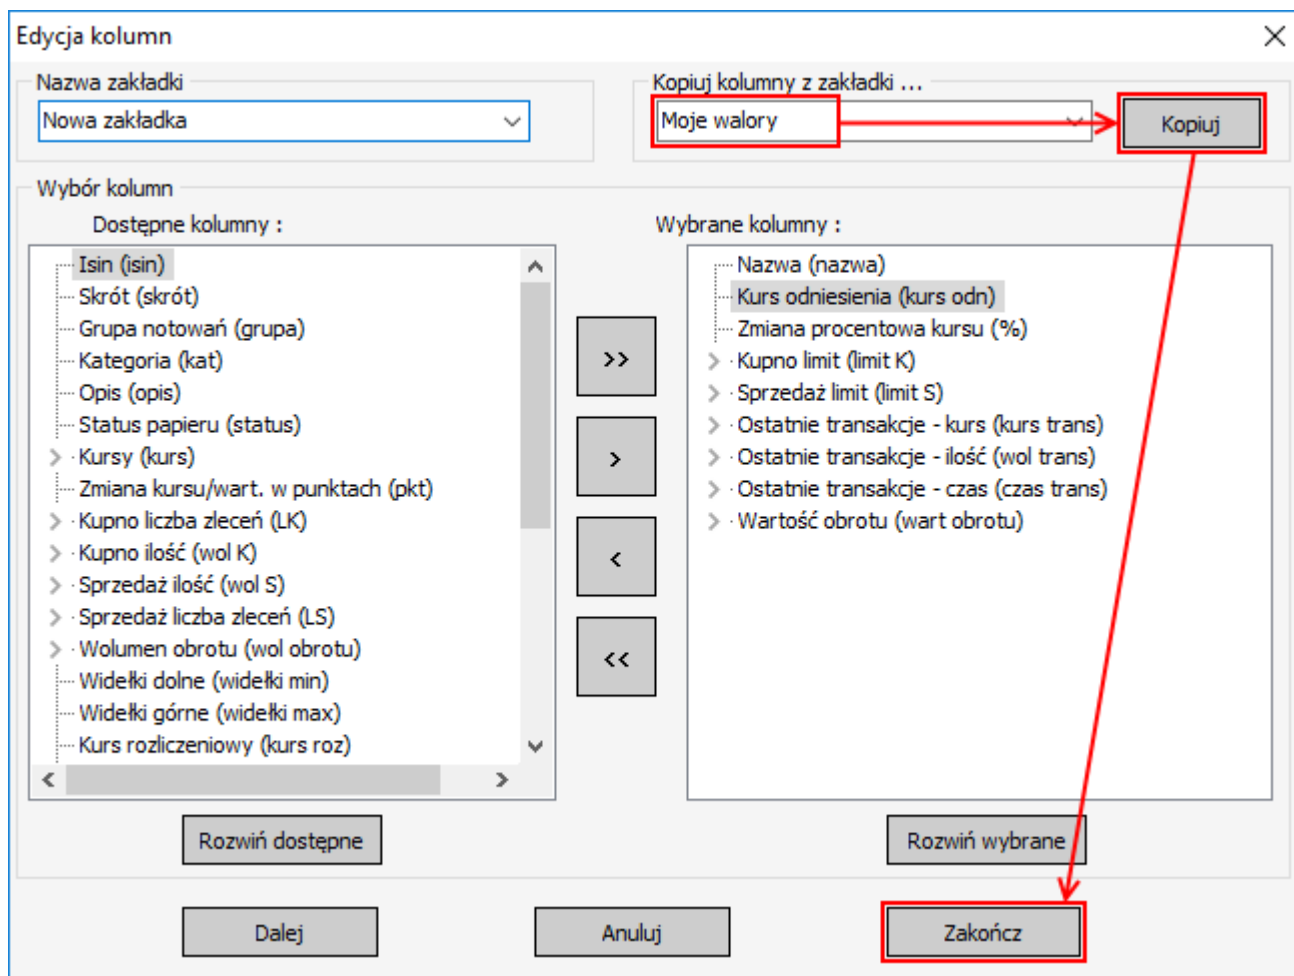 Edycja kolumn
Nazwa zakładki
Nowa zakładka
Kopiuj kolumny z zakładki ...
Moje walory
Kopiuj
Wybór kolumn
Dostępne kolumny :
Isin (isin)
Skrót (skrót)
Grupa notowań (grupa)
Kategoria (kat)
Opis (opis)
Status papieru (status)
Kursy (kurs)
Zmiana kursu/wart. w punktach (pkt)
Kupno liczba zleceń (LK)
Kupno ilość (wol K)
Sprzedaż ilość (wol S)
Sprzedaż liczba zleceń (LS)
Wolumen obrotu (wol obrotu)
Widełki dolne (widełki min)
Widełki górne (widełki max)
Kurs rozliczeniowy (kurs roz)
Rozwiń dostępne
>>
>
<
<<
Wybrane kolumny :
Nazwa (nazwa)
Kurs odniesienia (kurs odn)
Zmiana procentowa kursu (%)
Kupno limit (limit K)
Sprzedaż limit (limit S)
Ostatnie transakcje - kurs (kurs trans)
Ostatnie transakcje - ilość (wol trans)
Ostatnie transakcje - czas (czas trans)
Wartość obrotu (wart obrotu)
Rozwiń wybrane
Dalej
Anuluj
Zakończ